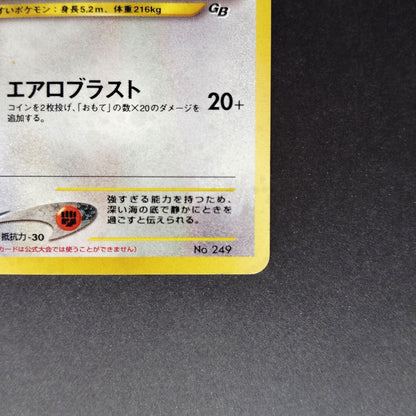 すいポケモン：身長5.2m、体重216kg
GB
エアロブラスト 20+
コインを2枚投げ、「おもて」の数×20のダメージを
追加する。
強すぎる能力を持つため、
深い海の底で静かにときを
過ごすと伝えられる。
抵抗力 -30
カードは公式大会では使うことができません)
No 249